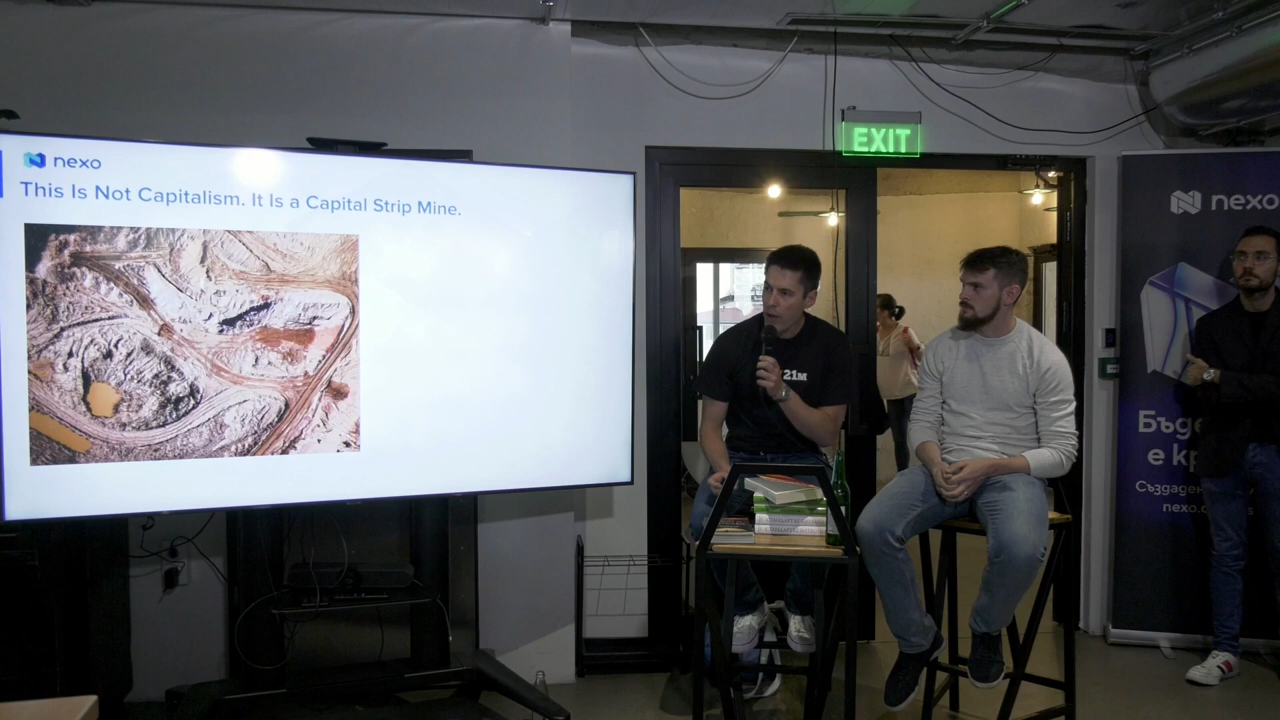 nexo
This Is Not Capitalism. It Is a Capital Strip Mine.
EXIT
21M
nexo
Бъде
е кр
Създаден
nexo.